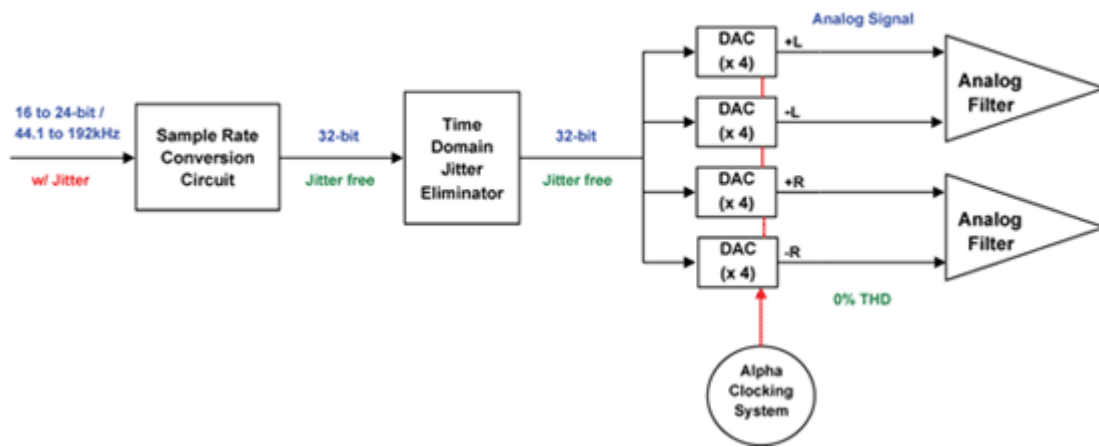 16 to 24-bit /
44.1 to 192kHz
w/ Jitter
Sample Rate
Conversion
Circuit
32-bit
Jitter free
Time
Domain
Jitter
Eliminator
32-bit
Jitter free
DAC
(x 4)
+L
DAC
(x 4)
-L
DAC
(x 4)
+R
DAC
(x 4)
-R
Analog Signal
Analog
Filter
Analog
Filter
0% THD
Alpha
Clocking
System